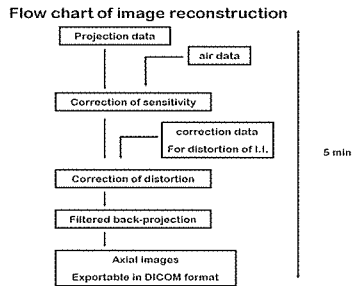 Flow chart of image reconstruction
Projection data
air data
Correction of sensitivity
correction data
For distortion of I.I.
5 min
Correction of distortion
Filtered back-projection
Axial images
Exportable in DICOM format